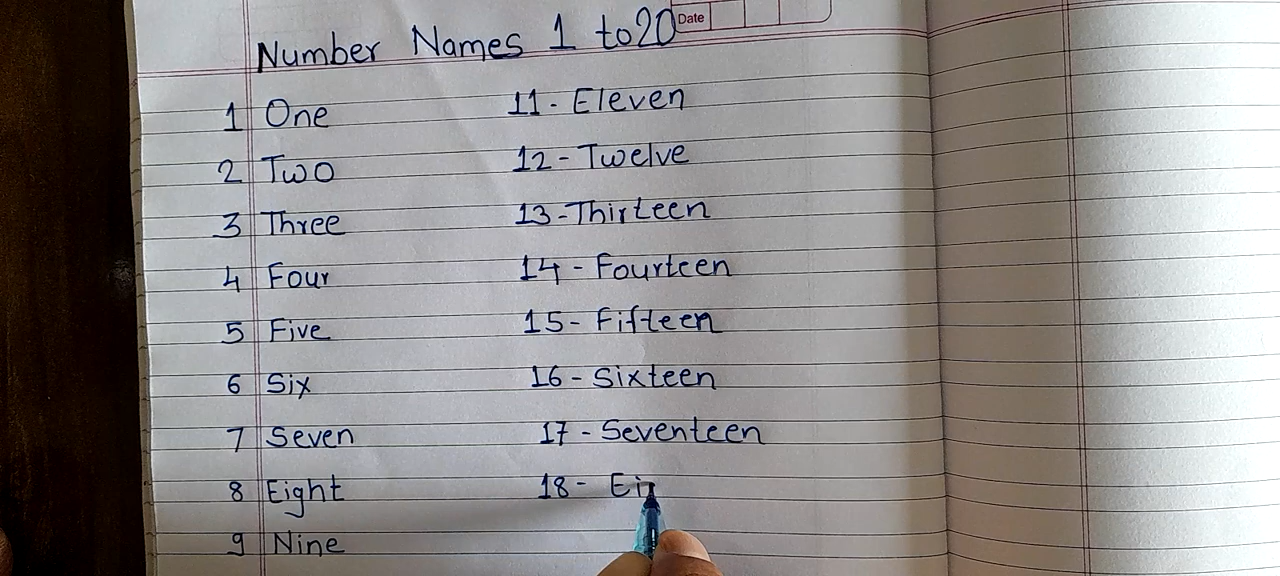 Date
Number Names 1 to 20
1 One
2 Two
3 Three
4 Four
5 Five
6 Six
7 Seven
8 Eight
9 Nine
11 - Eleven
12 - Twelve
13 - Thirteen
14 - Fourteen
15 - Fifteen
16 - Sixteen
17 - Seventeen
18 - Ei